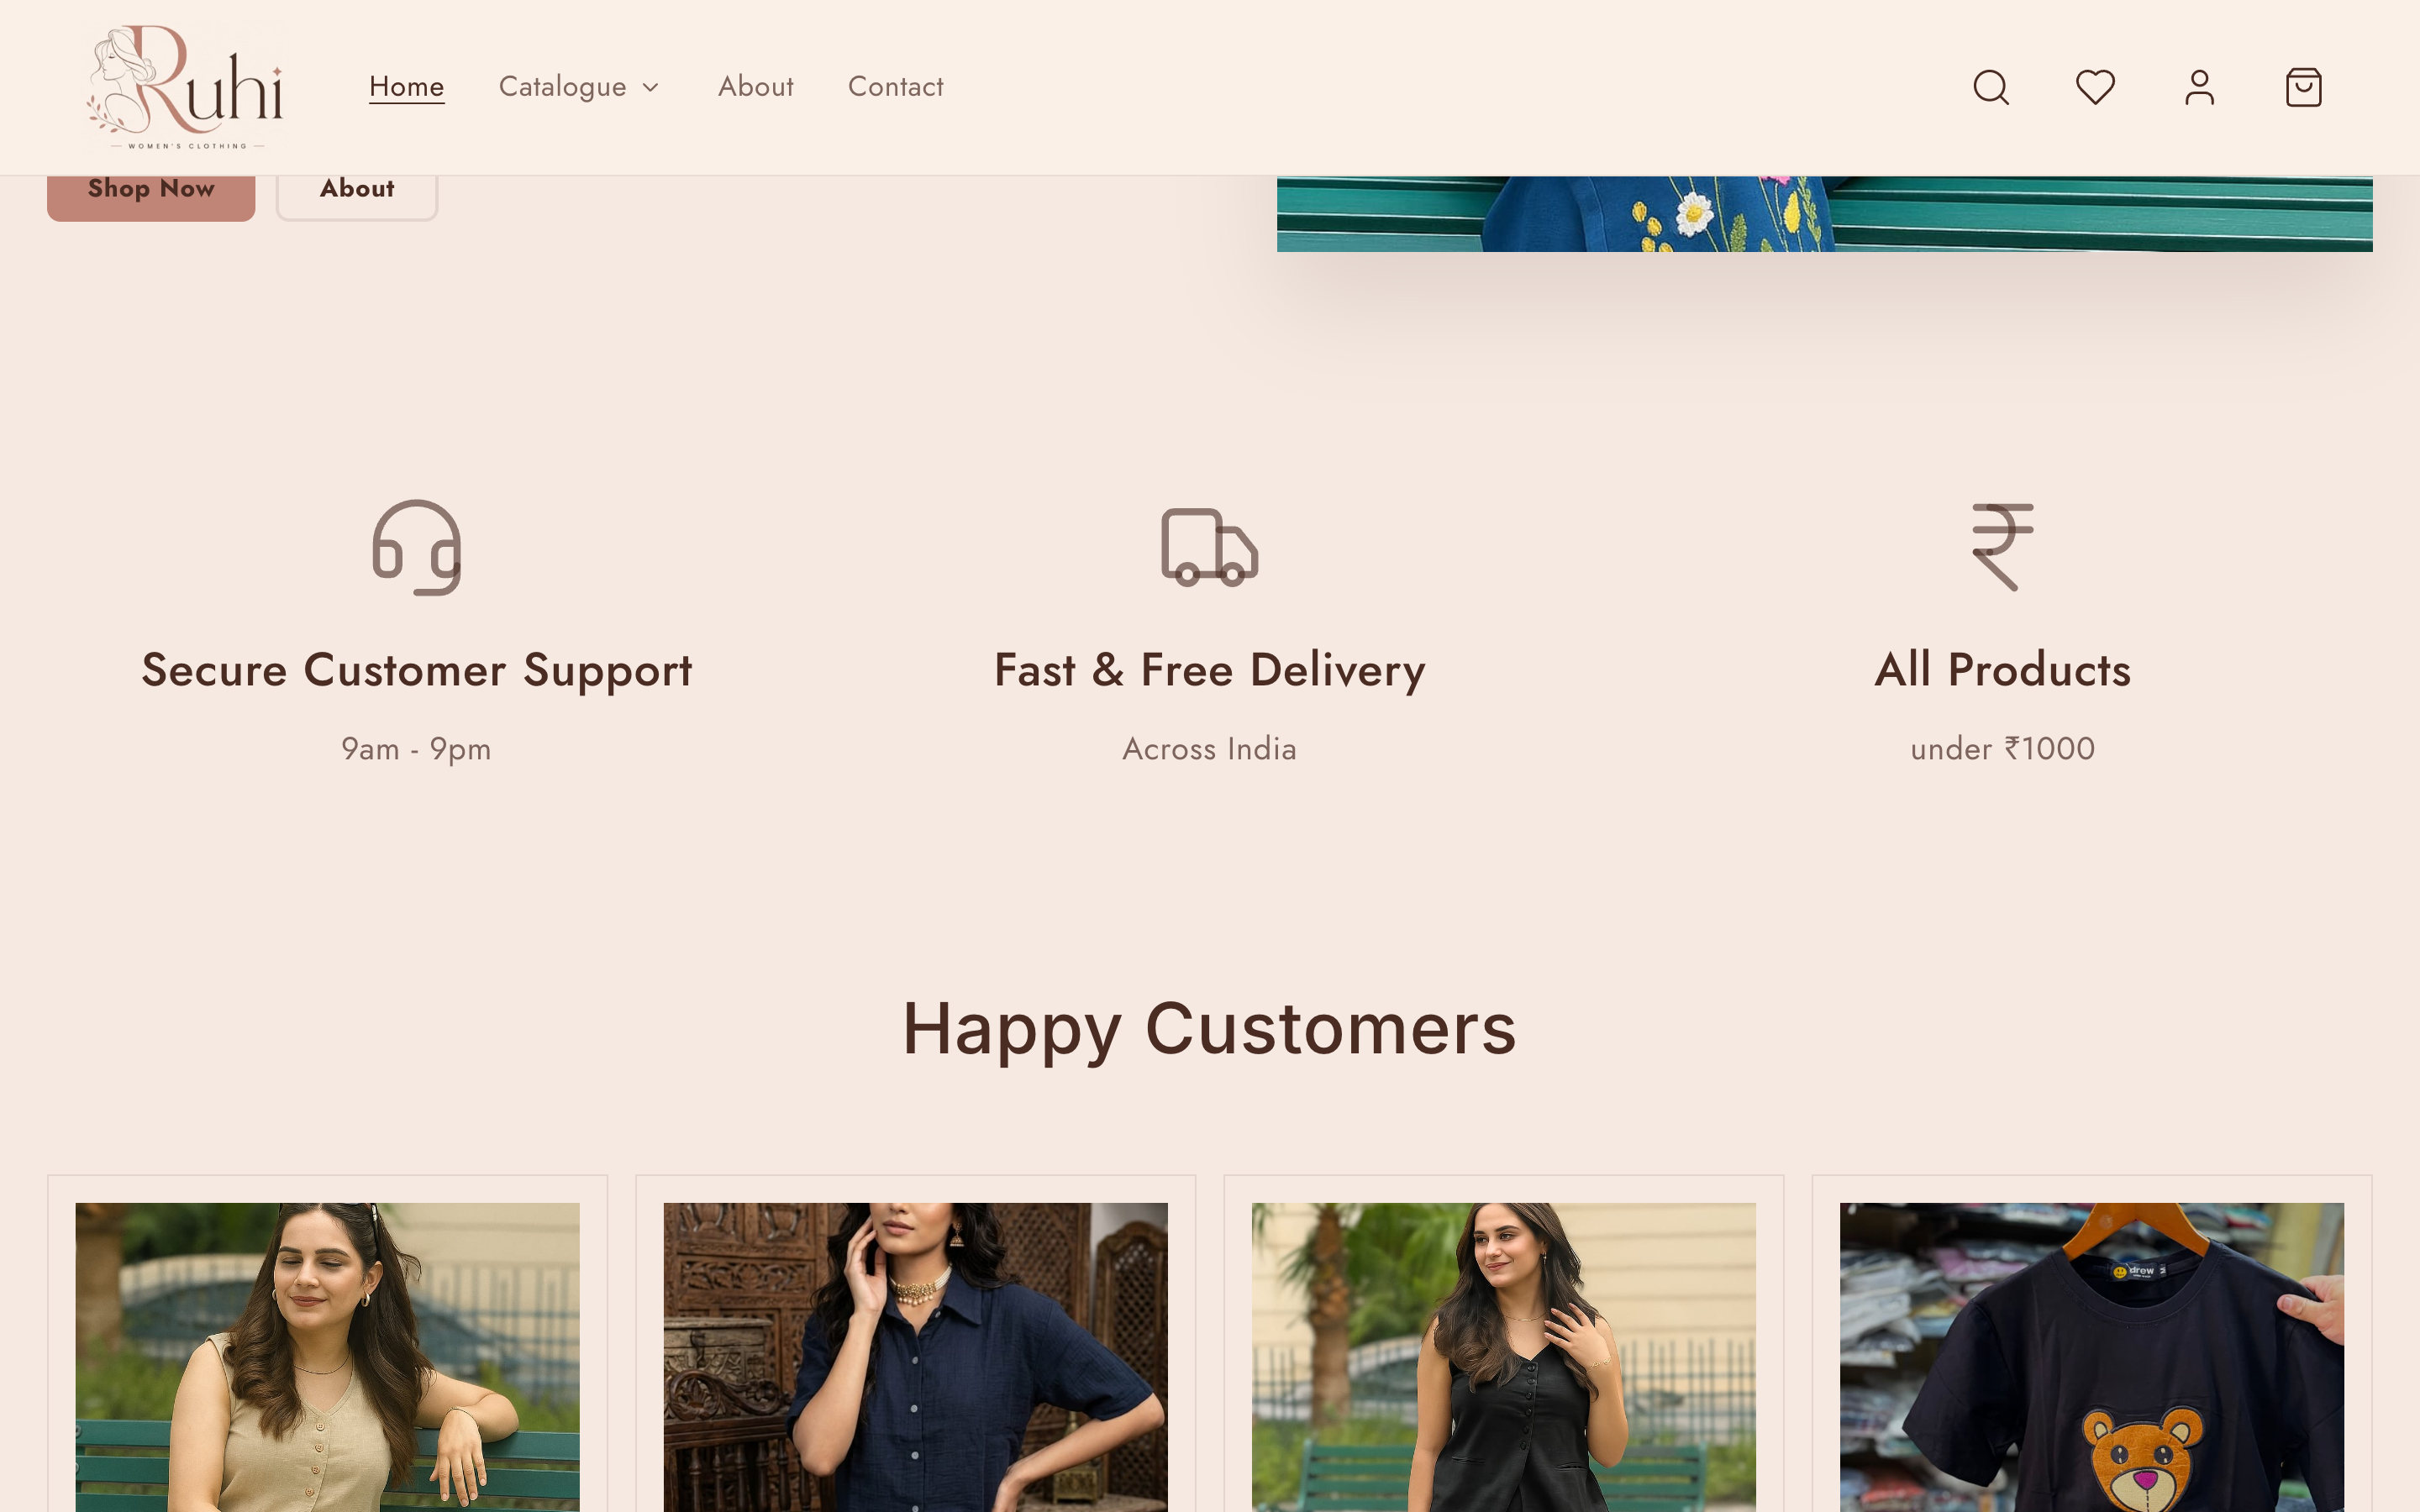 Ruhi
WOMEN'S CLOTHING
Home
Catalogue
About
Contact
Shop Now
About
Secure Customer Support
9am - 9pm
Fast & Free Delivery
Across India
All Products
under ₹1000
Happy Customers
drew